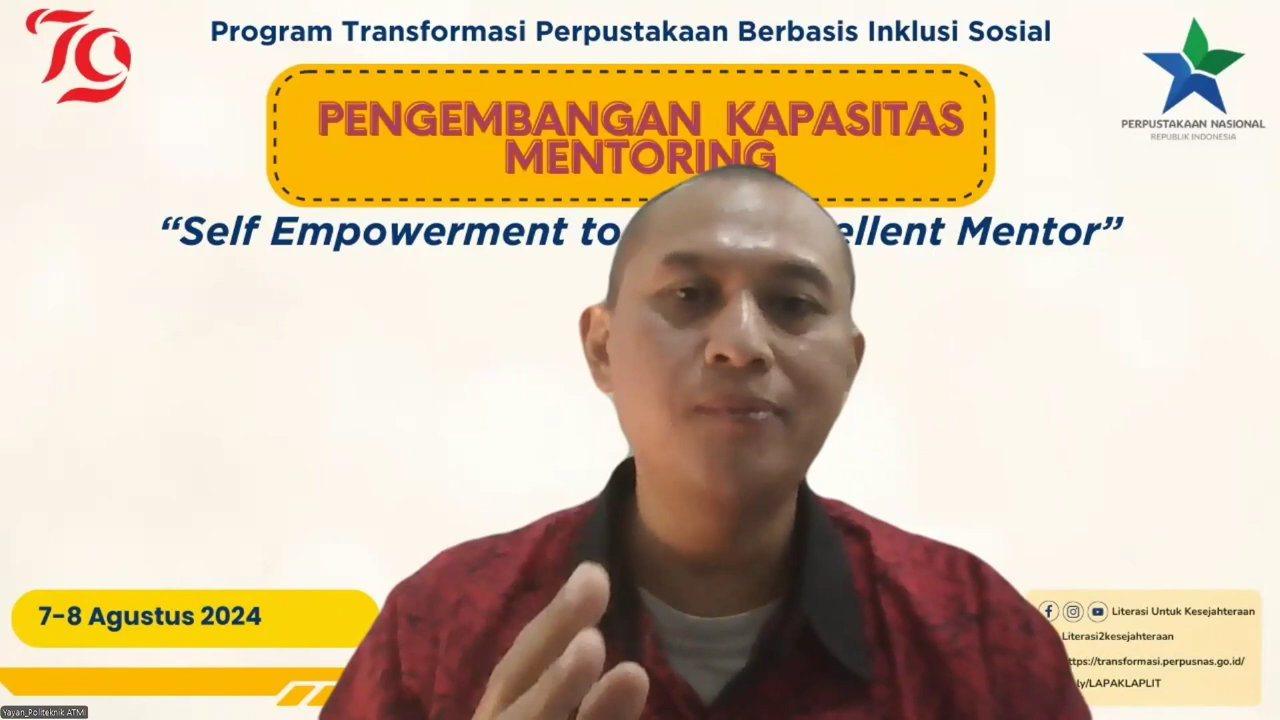 79
Program Transformasi Perpustakaan Berbasis Inklusi Sosial
PENGEMBANGAN KAPASITAS
MENTORING
PERPUSTAKAAN NASIONAL
REPUBLIK INDONESIA
“Self Empowerment to ellent Mentor”
7-8 Agustus 2024
Literasi Untuk Kesejahteraan
Literasi2kesejahteraan
ttps://transformasi.perpusnas.go.id/
ly/LAPAKLAPLIT
Yayan_Politeknik ATMI